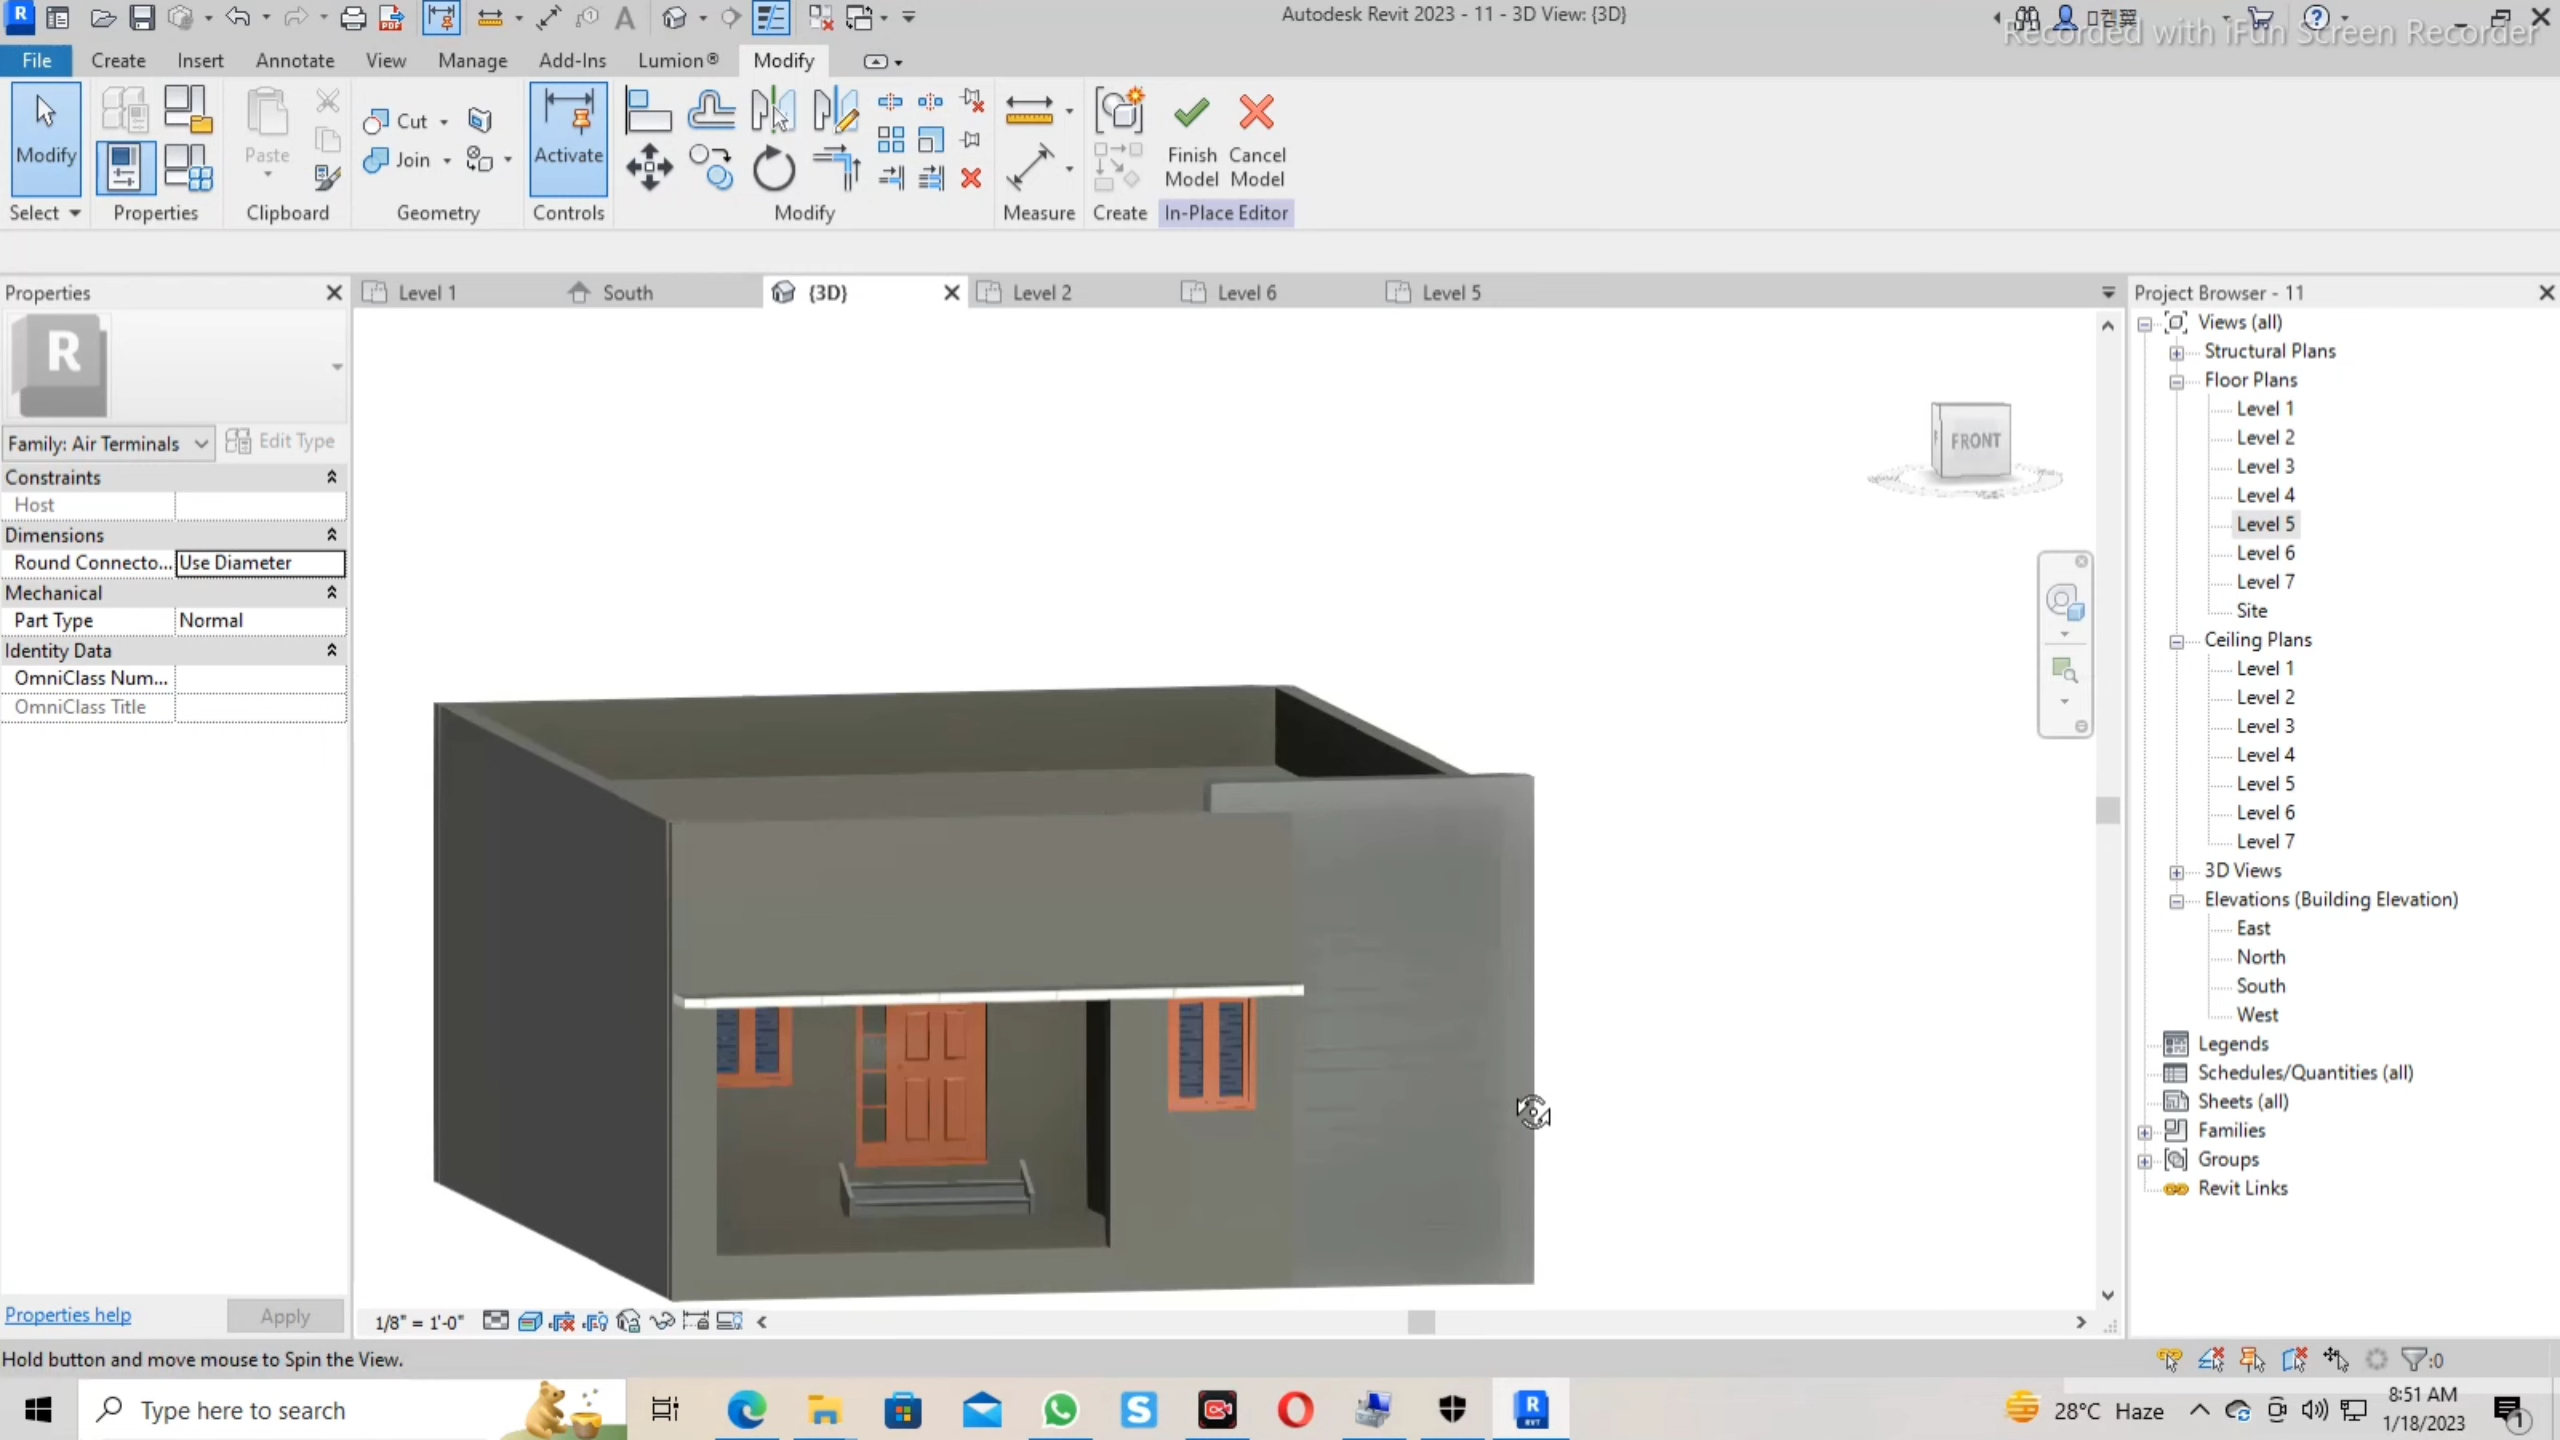 Autodesk Revit 2023 - 11 - 3D View: {3D}
Recorded with iFun Screen Recorder
File Create Insert Annotate View Manage Add-Ins Lumion® Modify
Modify
Paste
Cut
Join
Activate
Finish Model
Cancel Model
Select Properties Clipboard Geometry Controls Modify Measure Create In-Place Editor
Properties
Level 1 South {3D} Level 2 Level 6 Level 5
Project Browser - 11
R
Family: Air Terminals
Edit Type
Constraints
Host
Dimensions
Round Connecto... Use Diameter
Mechanical
Part Type Normal
Identity Data
OmniClass Num...
OmniClass Title
Properties help
Apply
FRONT
Views (all)
Structural Plans
Floor Plans
Level 1
Level 2
Level 3
Level 4
Level 5
Level 6
Level 7
Site
Ceiling Plans
Level 1
Level 2
Level 3
Level 4
Level 5
Level 6
Level 7
3D Views
Elevations (Building Elevation)
East
North
South
West
Legends
Schedules/Quantities (all)
Sheets (all)
Families
Groups
Revit Links
1/8" = 1'-0"
Hold button and move mouse to Spin the View.
:0
Type here to search
28°C Haze
8:51 AM
1/18/2023
1